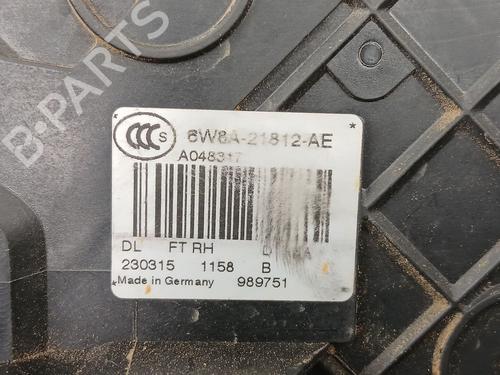 B-PARTS
CCC S
6W8A-21812-AE
A048317
DL FT RH
230315 1158 B
Made in Germany 989751